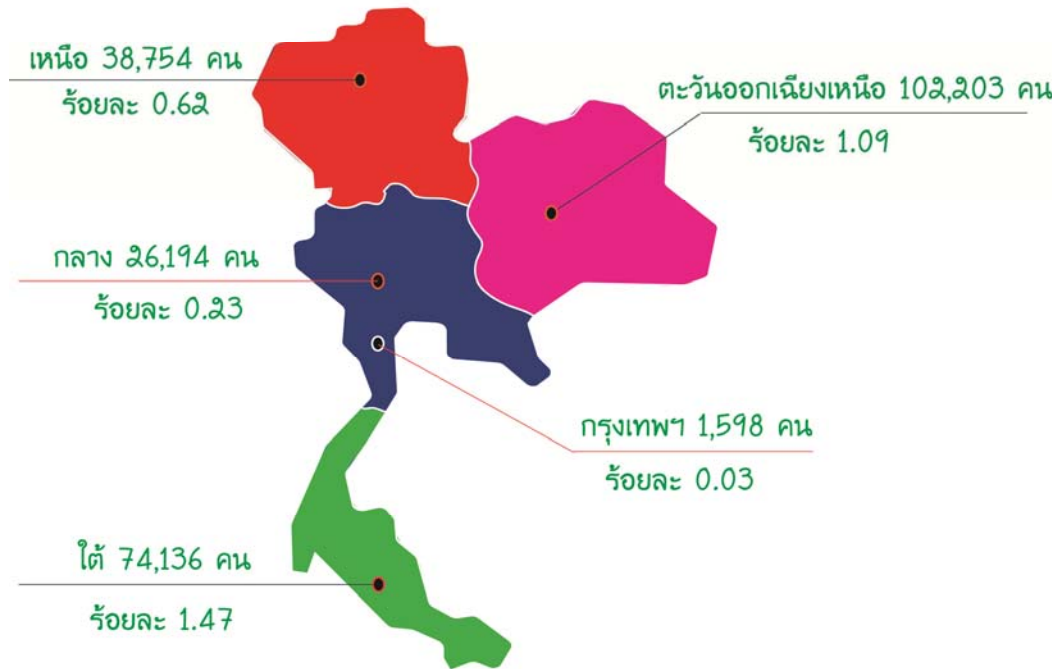 เหนือ 38,754 คน
ร้อยละ 0.62
ตะวันออกเฉียงเหนือ 102,203 คน
ร้อยละ 1.09
กลาง 26,194 คน
ร้อยละ 0.23
กรุงเทพฯ 1,598 คน
ร้อยละ 0.03
ใต้ 74,136 คน
ร้อยละ 1.47